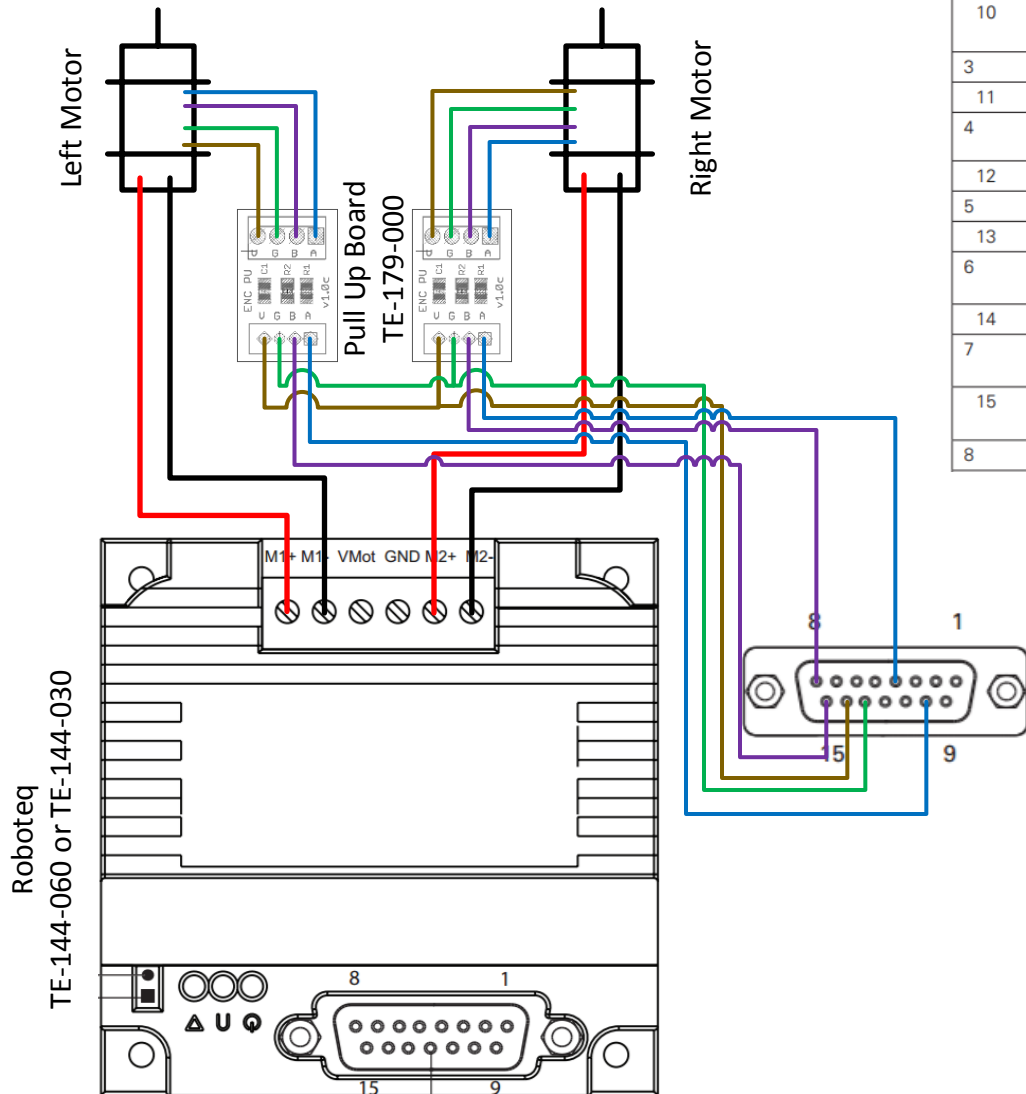 10
3
11
4
12
5
13
6
14
7
15
8
Left Motor
Right Motor
V G B A
C1 R2 R1
ENC PU
v1.0c
V G B A
Pull Up Board
TE-179-000
V G B A
C1 R2 R1
ENC PU
v1.0c
V G B A
M1+ M1- VMot GND M2+ M2-
8 1
15 9
Roboteq
TE-144-060 or TE-144-030
8 1
15 9